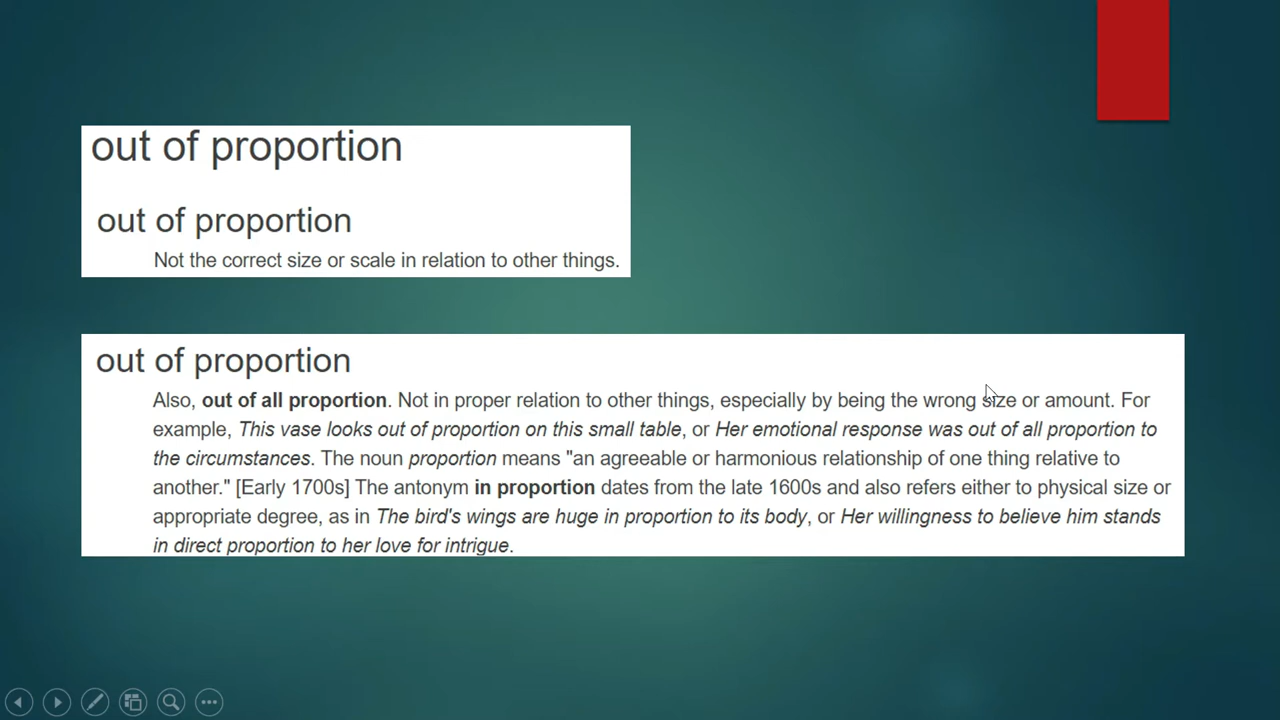 out of proportion
out of proportion
Not the correct size or scale in relation to other things.
out of proportion
Also, out of all proportion. Not in proper relation to other things, especially by being the wrong size or amount. For
example, This vase looks out of proportion on this small table, or Her emotional response was out of all proportion to
the circumstances. The noun proportion means "an agreeable or harmonious relationship of one thing relative to
another." [Early 1700s] The antonym in proportion dates from the late 1600s and also refers either to physical size or
appropriate degree, as in The bird's wings are huge in proportion to its body, or Her willingness to believe him stands
in direct proportion to her love for intrigue.